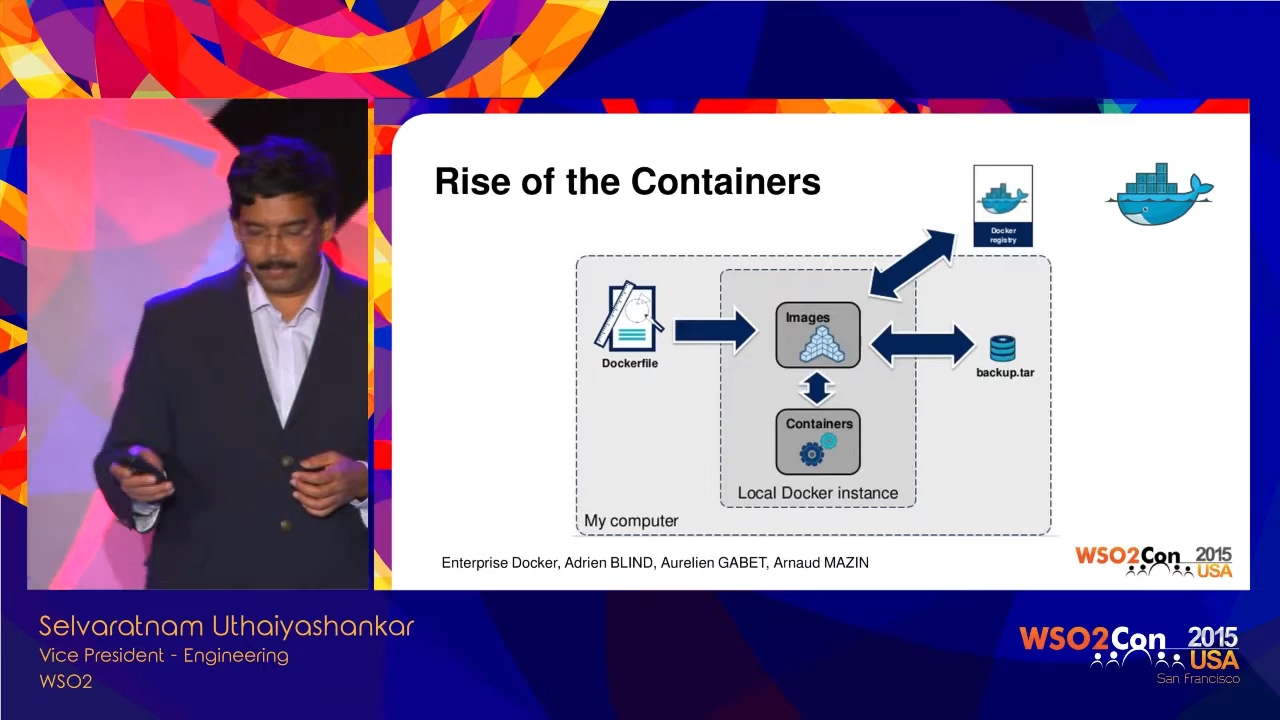 Rise of the Containers
Docker
registry
Images
Dockerfile
backup.tar
Containers
Local Docker instance
My computer
Enterprise Docker, Adrien BLIND, Aurelien GABET, Arnaud MAZIN
WSO2Con 2015
USA
Selvaratnam Uthaiyashankar
Vice President - Engineering
WSO2
WSO2Con 2015
USA
San Francisco